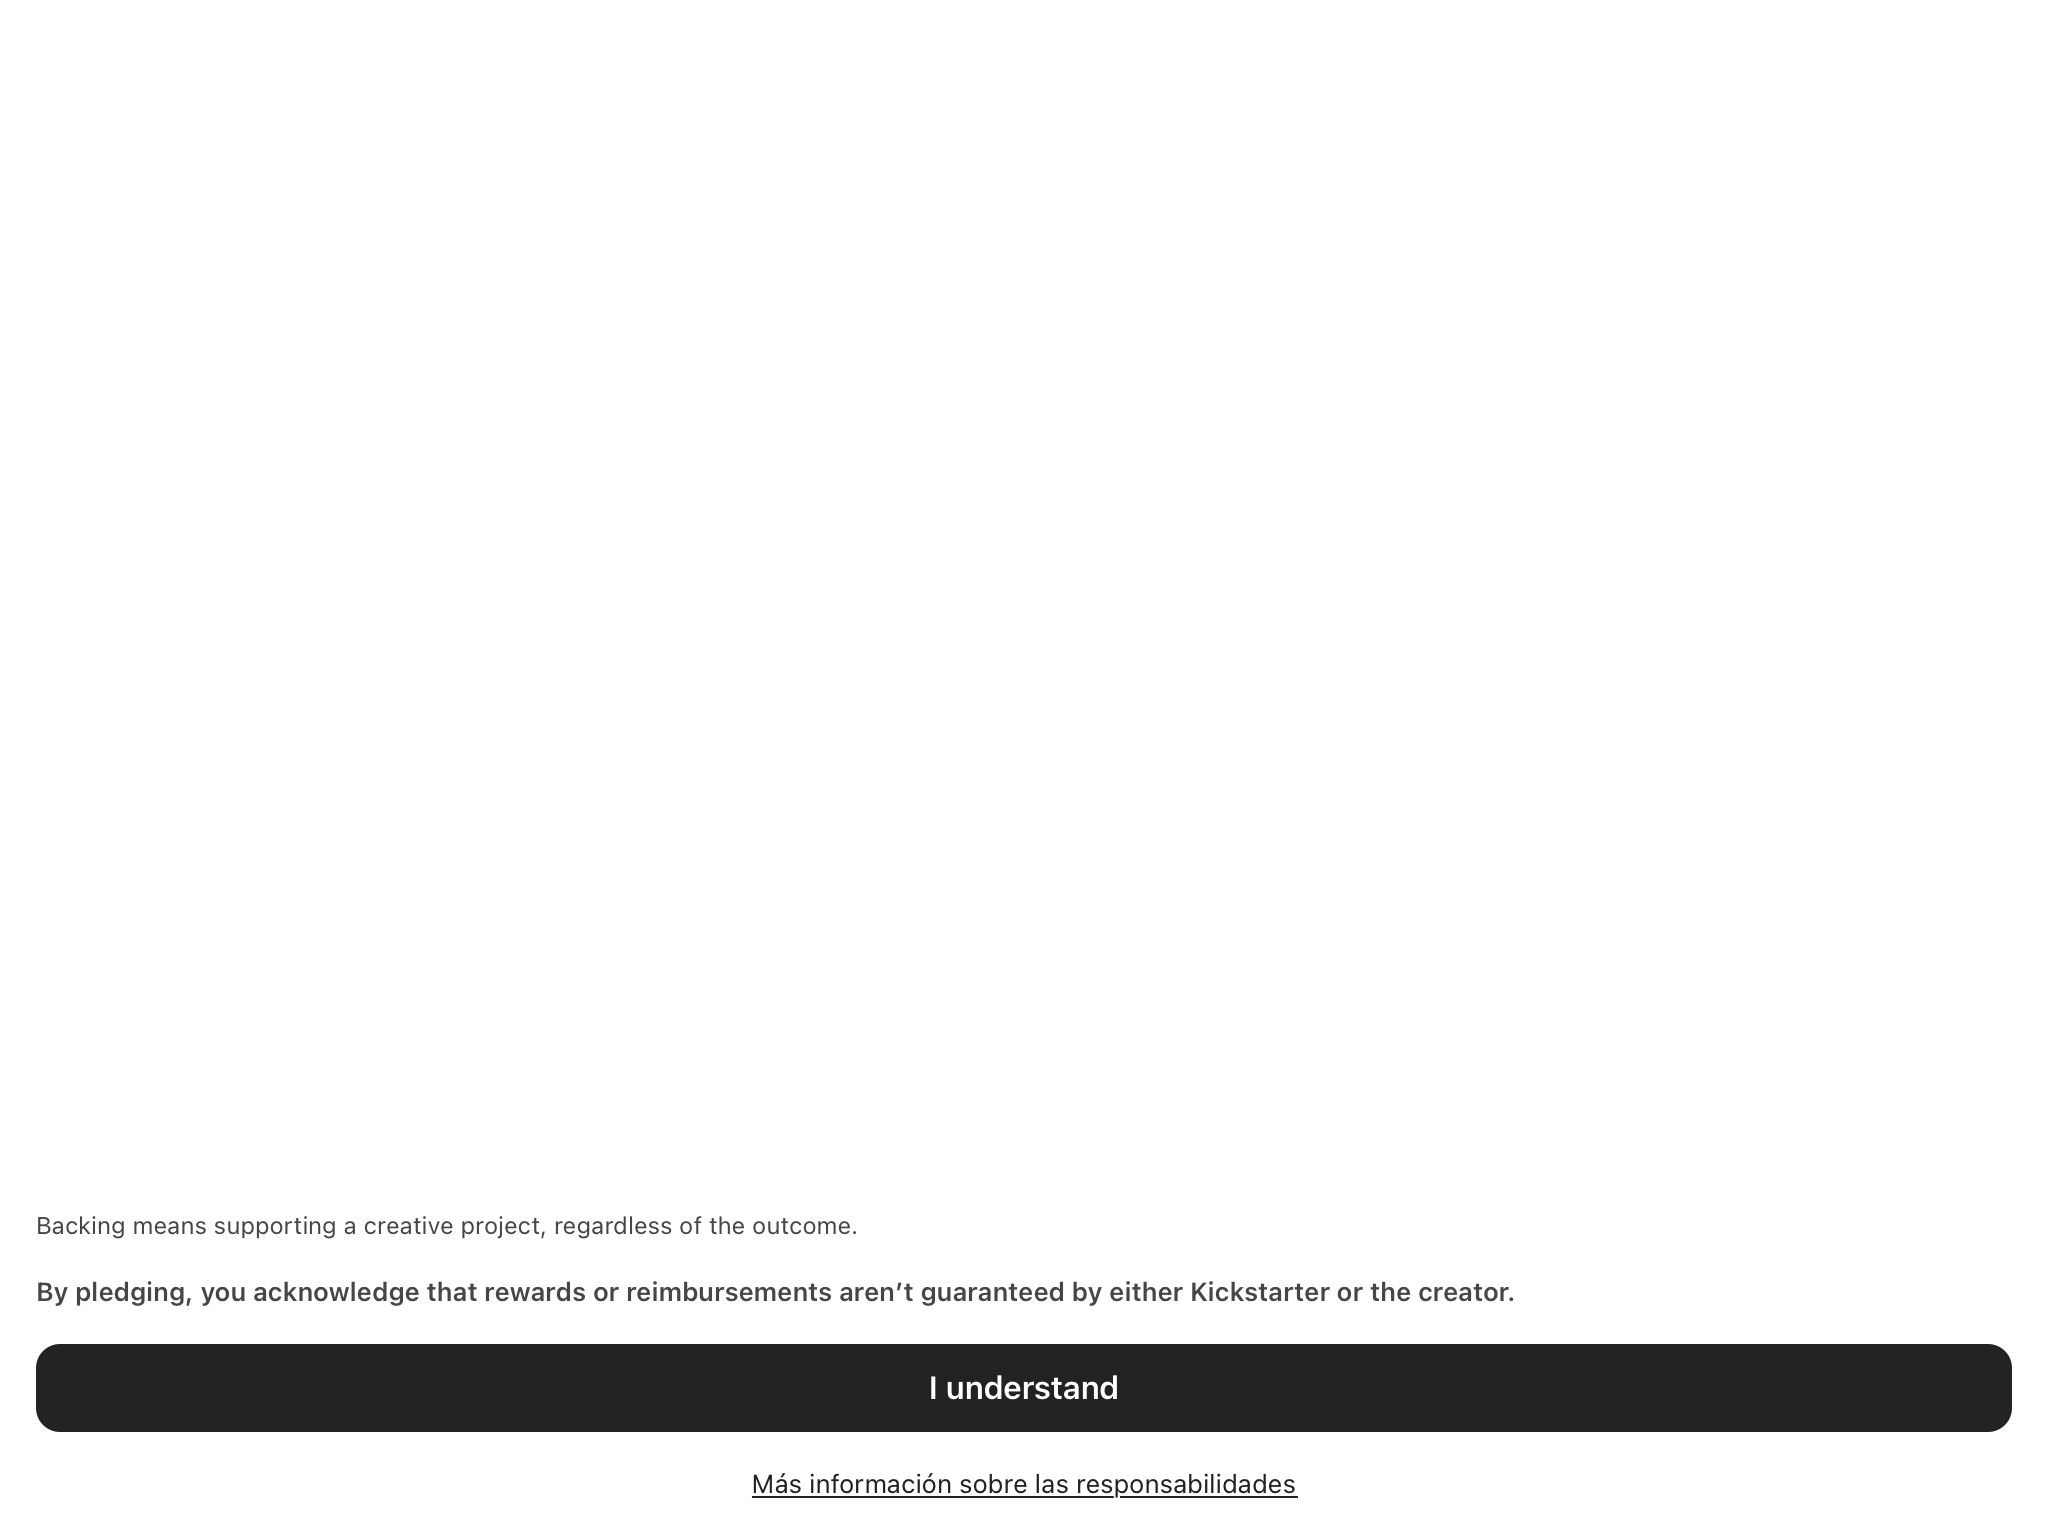 Backing means supporting a creative project, regardless of the outcome.
By pledging, you acknowledge that rewards or reimbursements aren’t guaranteed by either Kickstarter or the creator.
I understand
Más información sobre las responsabilidades